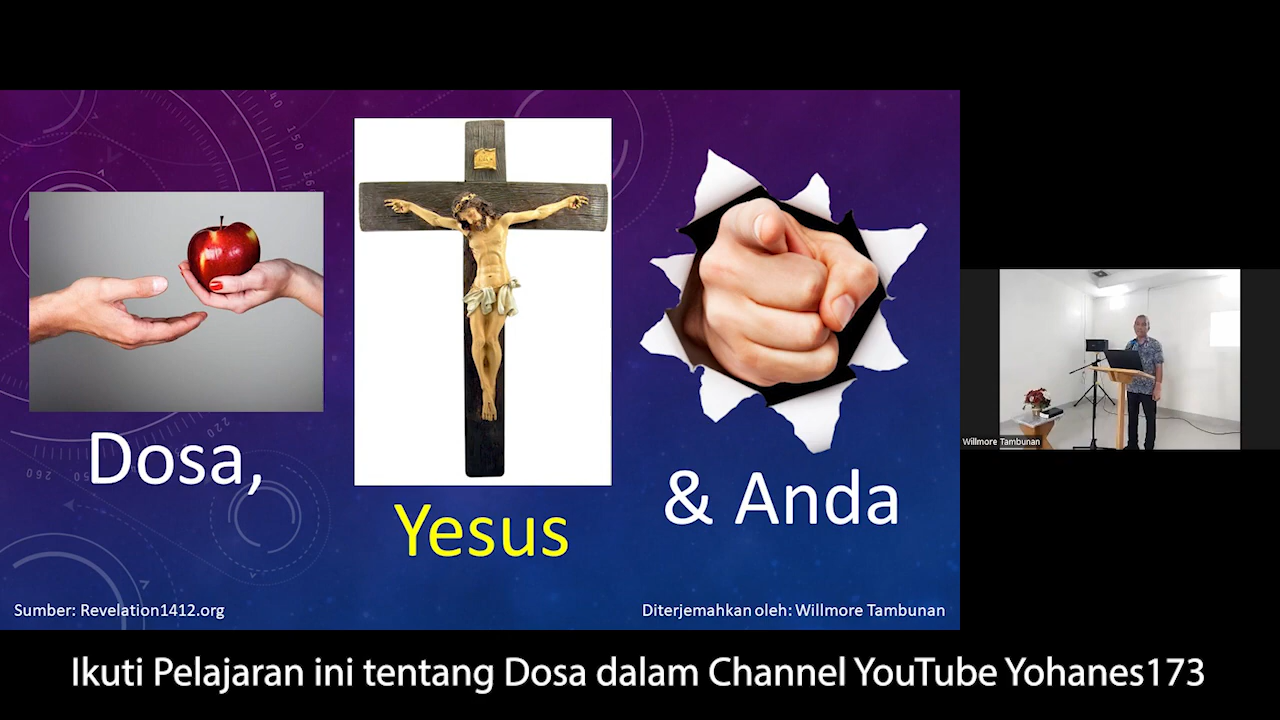 Dosa,
Yesus
& Anda
Sumber: Revelation1412.org
Diterjemahkan oleh: Willmore Tambunan
Willmore Tambunan
Ikuti Pelajaran ini tentang Dosa dalam Channel YouTube Yohanes173